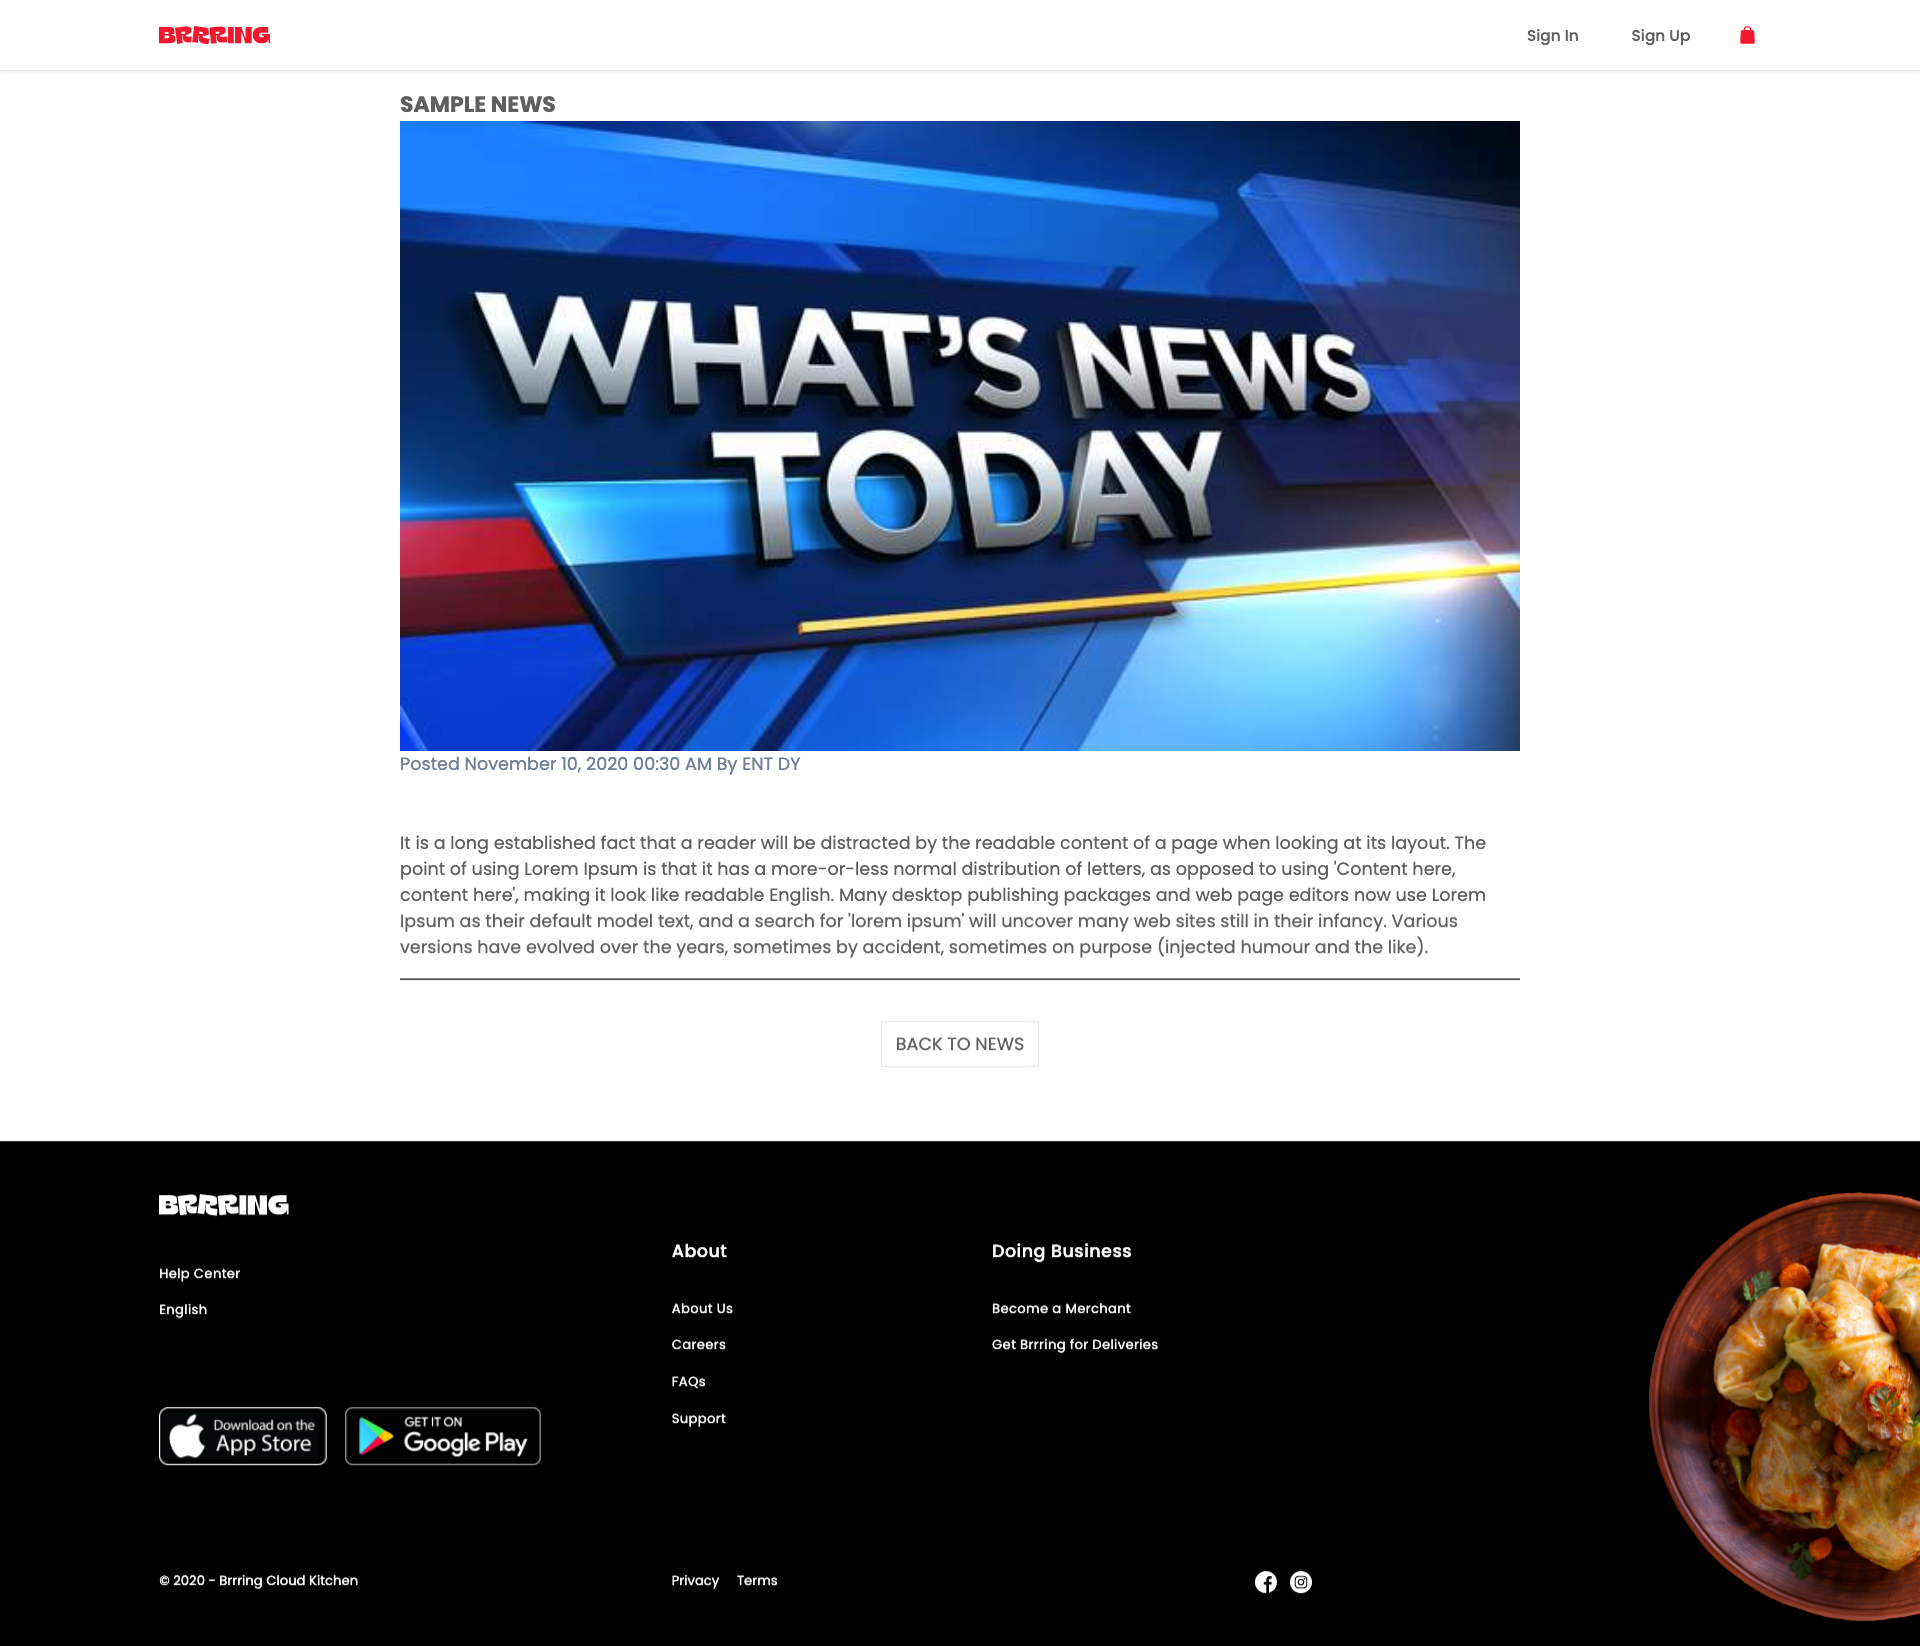 BRRRING
Sign In
Sign Up
SAMPLE NEWS
WHAT'S NEWS
TODAY
Posted November 10, 2020 00:30 AM By ENT DY
It is a long established fact that a reader will be distracted by the readable content of a page when looking at its layout. The
point of using Lorem Ipsum is that it has a more-or-less normal distribution of letters, as opposed to using 'Content here,
content here', making it look like readable English. Many desktop publishing packages and web page editors now use Lorem
Ipsum as their default model text, and a search for 'lorem ipsum' will uncover many web sites still in their infancy. Various
versions have evolved over the years, sometimes by accident, sometimes on purpose (injected humour and the like).
BACK TO NEWS
BRRRING
Help Center
English
Download on the
App Store
GET IT ON
Google Play
About
About Us
Careers
FAQs
Support
Doing Business
Become a Merchant
Get Brrring for Deliveries
© 2020 - Brrring Cloud Kitchen
Privacy
Terms